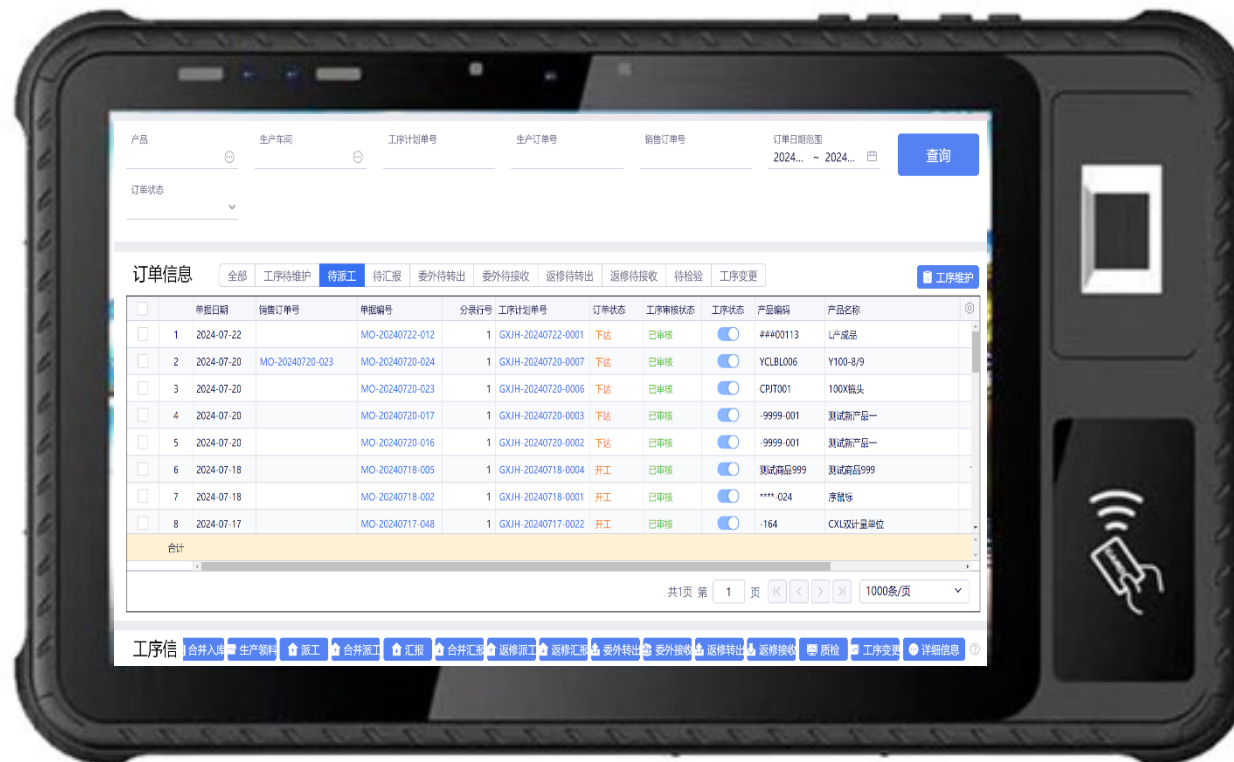 产品 生产车间 工序计划单号 生产订单号 销售订单号 订单日期范围
2024... ~ 2024... 查询
订单状态
订单信息 全部 工序待维护 待派工 待汇报 委外待转出 委外待接收 返修待转出 返修待接收 待检验 工序变更 工序维护
单据日期 销售订单号 单据编号 分录行号 工序计划单号 订单状态 工序审核状态 工序状态 产品编码 产品名称
1 2024-07-22 MO-20240722-012 1 GXJH-20240722-0001 下达 已审核 ###00113 L产成品
2 2024-07-20 MO-20240720-023 MO-20240720-024 1 GXJH-20240720-0007 下达 已审核 YCLBL006 Y100-8/9
3 2024-07-20 MO-20240720-023 1 GXJH-20240720-0006 下达 已审核 CPJT001 100X镜头
4 2024-07-20 MO-20240720-017 1 GXJH-20240720-0003 下达 已审核 -9999-001 测试新产品一
5 2024-07-20 MO-20240720-016 1 GXJH-20240720-0002 下达 已审核 -9999-001 测试新产品一
6 2024-07-18 MO-20240718-005 1 GXJH-20240718-0004 开工 已审核 测试商品999 测试商品999
7 2024-07-18 MO-20240718-002 1 GXJH-20240718-0001 开工 已审核 ****-024 序鼠标
8 2024-07-17 MO-20240717-048 1 GXJH-20240717-0022 开工 已审核 -164 CXL双计量单位
合计
共1页 第 1 页 1000条/页
工序信 合并入库 生产领料 派工 合并派工 汇报 合并汇报 返修派工 返修汇报 委外转出 委外接收 返修转出 返修接收 质检 工序变更 详细信息